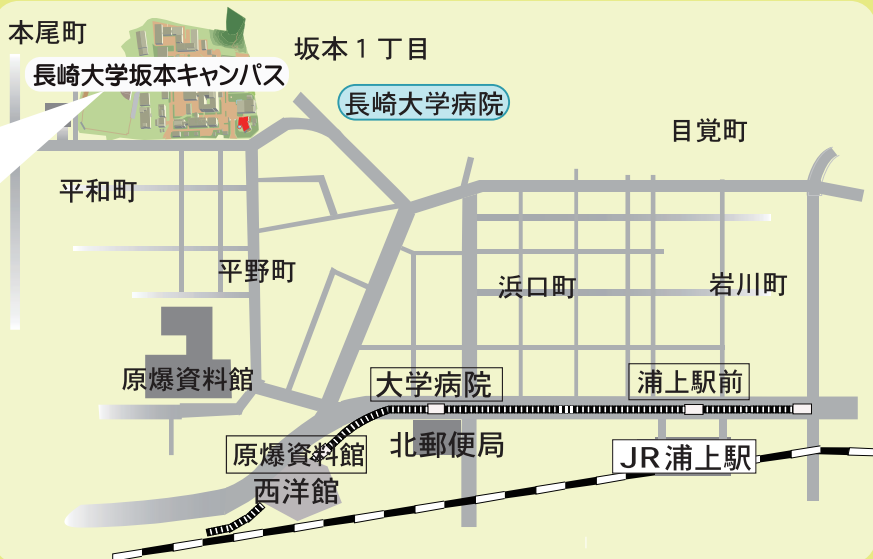 本尾町
坂本１丁目
長崎大学坂本キャンパス
長崎大学病院
目覚町
平和町
平野町
浜口町
岩川町
原爆資料館
大学病院
浦上駅前
北郵便局
原爆資料館
JR浦上駅
西洋館